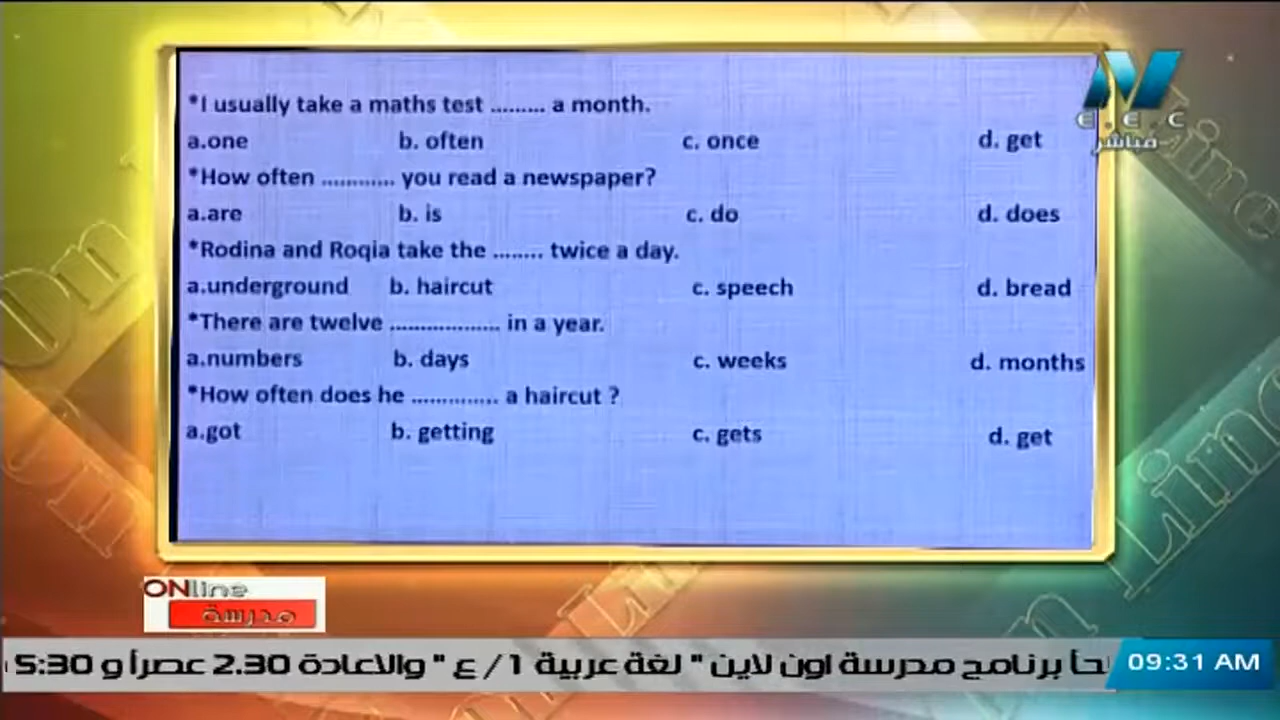 *I usually take a maths test ......... a month.
a.one b. often c. once d. get
*How often ............ you read a newspaper?
a.are b. is c. do d. does
*Rodina and Roqia take the ........ twice a day.
a.underground b. haircut c. speech d. bread
*There are twelve .................. in a year.
a.numbers b. days c. weeks d. months
*How often does he .............. a haircut ?
a.got b. getting c. gets d. get
E . E . C
مباشر
ONline
مدرسة
برنامج مدرسة اون لاين " لغة عربية 1/ ع " والاعادة 2.30 عصراً و 5:30
09:31 AM